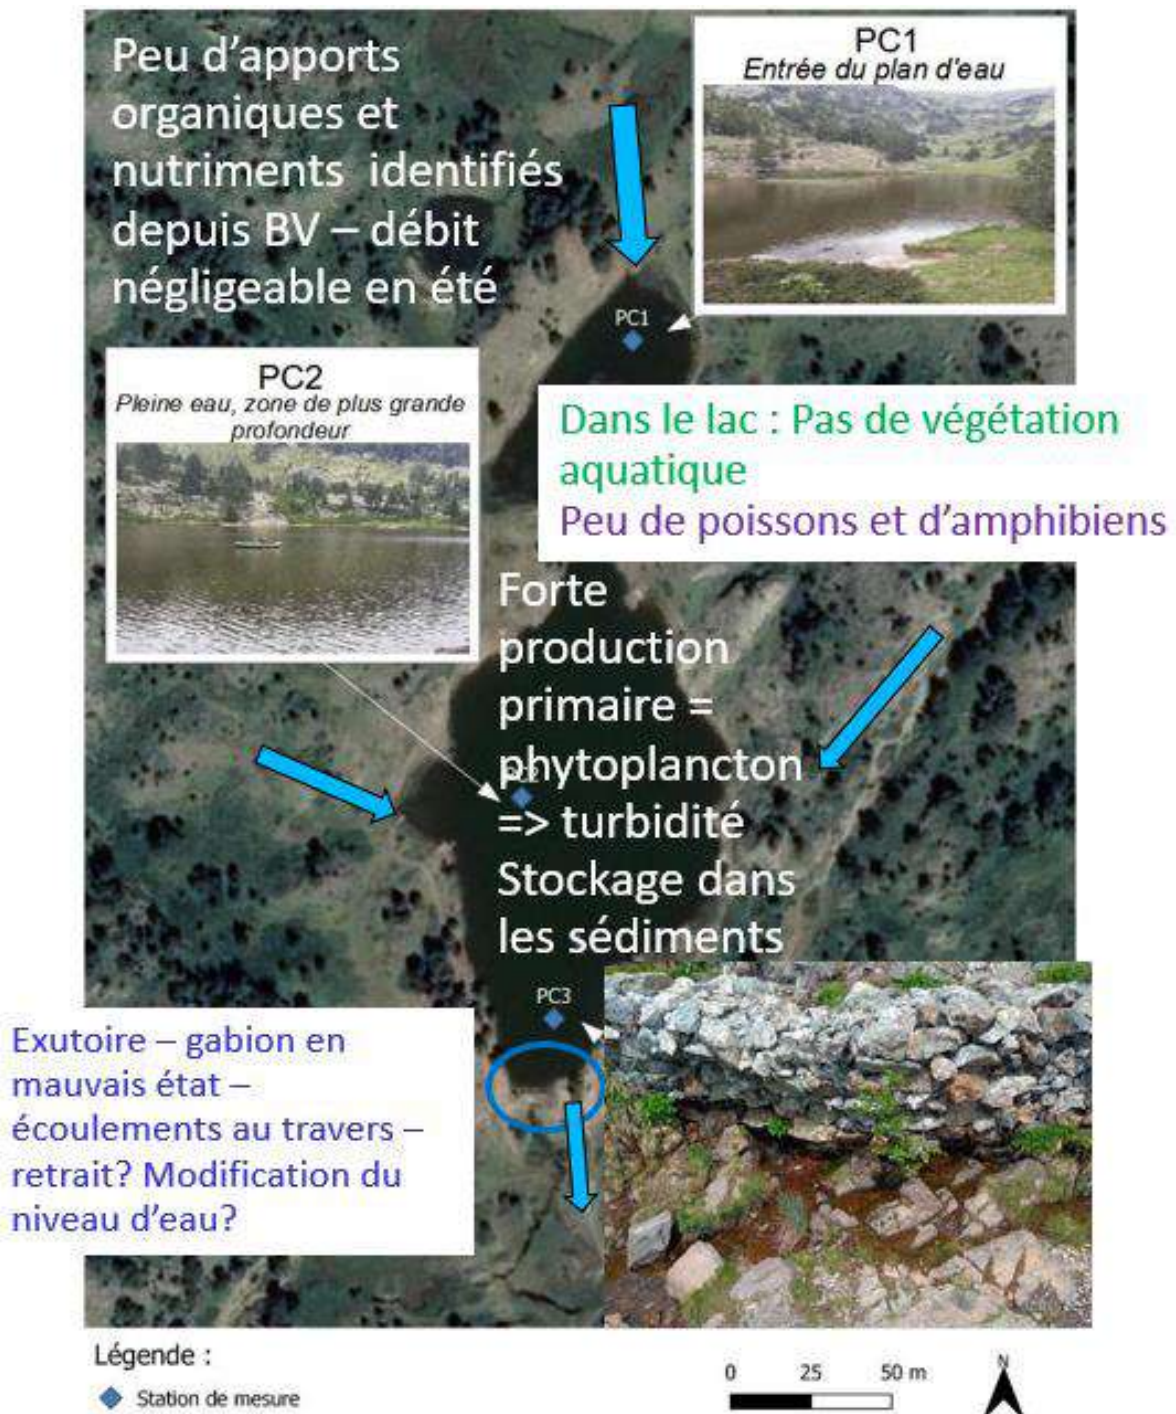 Peu d'apports
organiques et
nutriments identifiés
depuis BV – débit
négligeable en été
PC1
Entrée du plan d'eau
PC1
PC2
Pleine eau, zone de plus grande
profondeur
Dans le lac : Pas de végétation
aquatique
Peu de poissons et d'amphibiens
Forte
production
primaire =
phytoplancton
PC2
=> turbidité
Stockage dans
les sédiments
PC3
Exutoire – gabion en
mauvais état –
écoulements au travers –
retrait? Modification du
niveau d'eau?
Légende :
Station de mesure
0 25 50 m
N